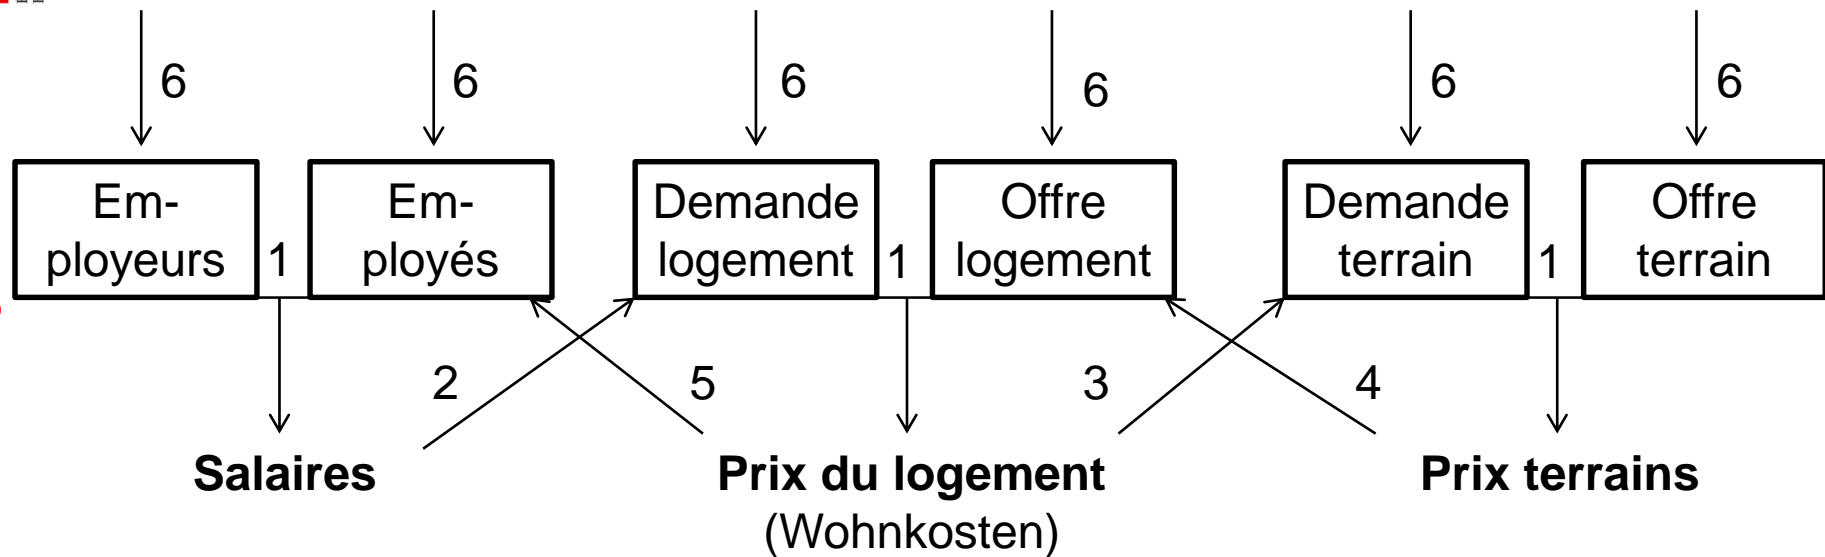 6 6 6 6 6 6
Em- Em- Demande Offre Demande Offre
ployeurs 1 ployés logement 1 logement terrain 1 terrain
2 5 3 4
Salaires Prix du logement Prix terrains
(Wohnkosten)